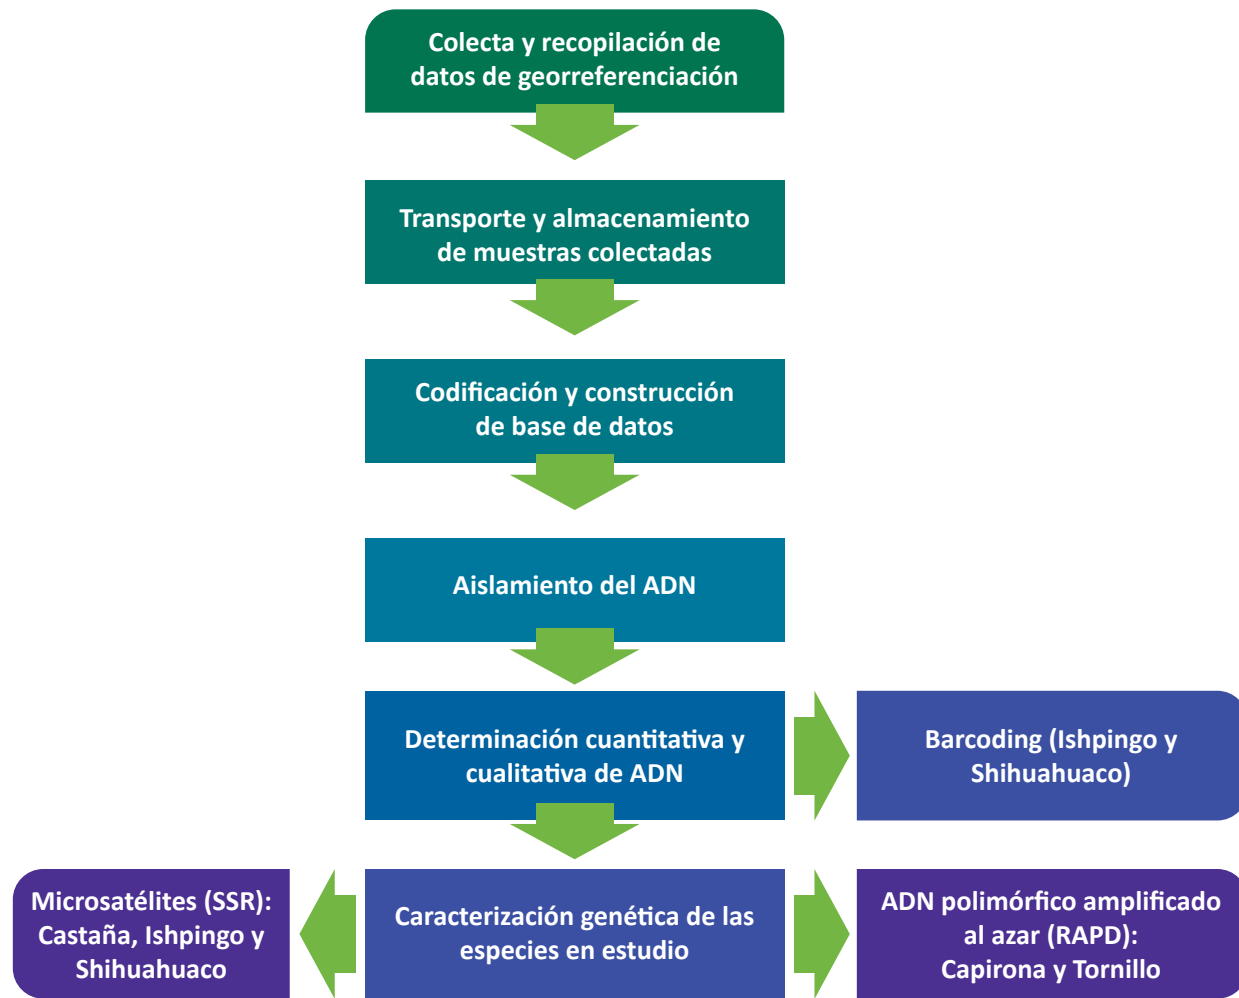 Colecta y recopilación de
datos de georreferenciación
Transporte y almacenamiento
de muestras colectadas
Codificación y construcción
de base de datos
Aislamiento del ADN
Determinación cuantitativa y
cualitativa de ADN
Barcoding (Ishpingo y
Shihuahuaco)
Microsatélites (SSR):
Castaña, Ishpingo y
Shihuahuaco
Caracterización genética de las
especies en estudio
ADN polimórfico amplificado
al azar (RAPD):
Capirona y Tornillo